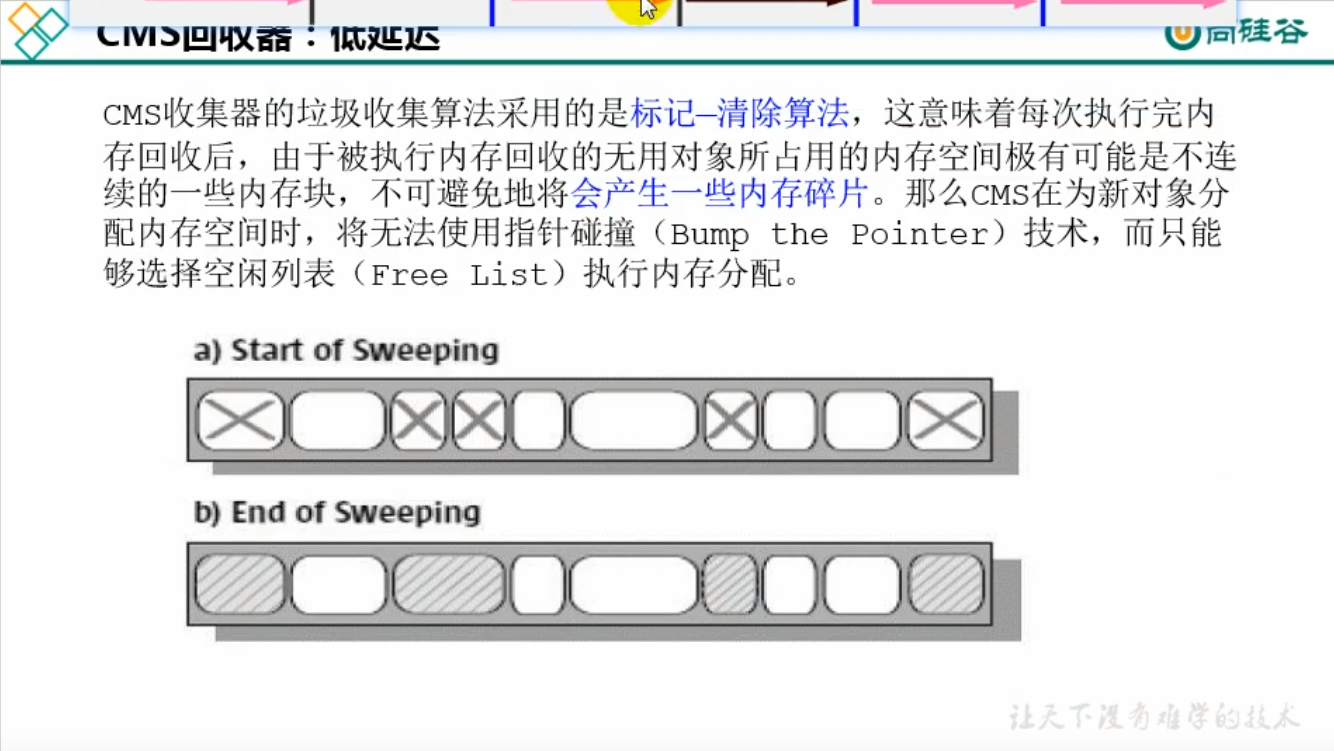 CMS回收器：低延迟
尚硅谷
CMS收集器的垃圾收集算法采用的是标记—清除算法，这意味着每次执行完内
存回收后，由于被执行内存回收的无用对象所占用的内存空间极有可能是不连
续的一些内存块，不可避免地将会产生一些内存碎片。那么CMS在为新对象分
配内存空间时，将无法使用指针碰撞（Bump the Pointer）技术，而只能
够选择空闲列表（Free List）执行内存分配。
a) Start of Sweeping
b) End of Sweeping
让天下没有难学的技术